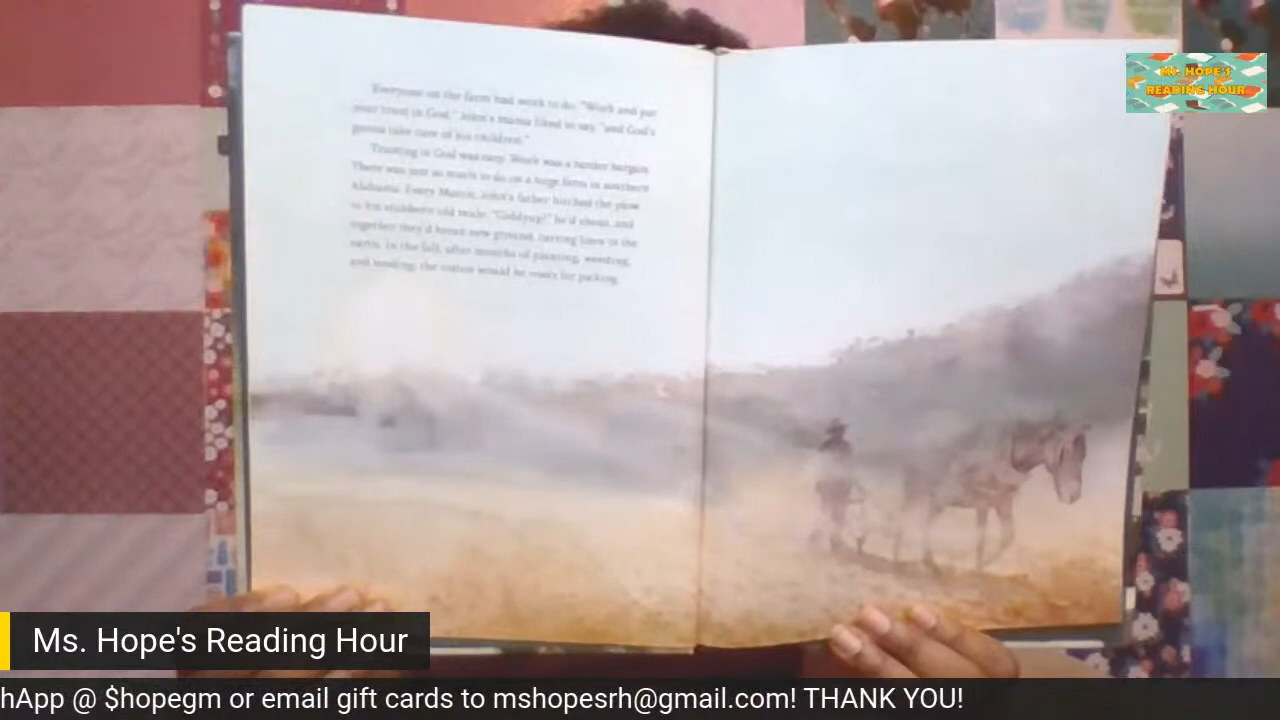 MS. HOPE'S
READING HOUR
Everyone on the farm had work to do. "Work and put
your trust in God," John's mama liked to say, "and God's
gonna take care of his children."
Trusting in God was easy. Work was a harder bargain.
There was just so much to do on a huge farm in southern
Alabama. Every March, John's father hitched the plow
to his stubborn old mule. "Giddyup!" he'd shout, and
together they'd break new ground, carving lines in the
earth. In the fall, after months of planting, weeding,
and tending, the cotton would be ready for picking.
Ms. Hope's Reading Hour
hApp @ $hopegm or email gift cards to mshopesrh@gmail.com! THANK YOU!